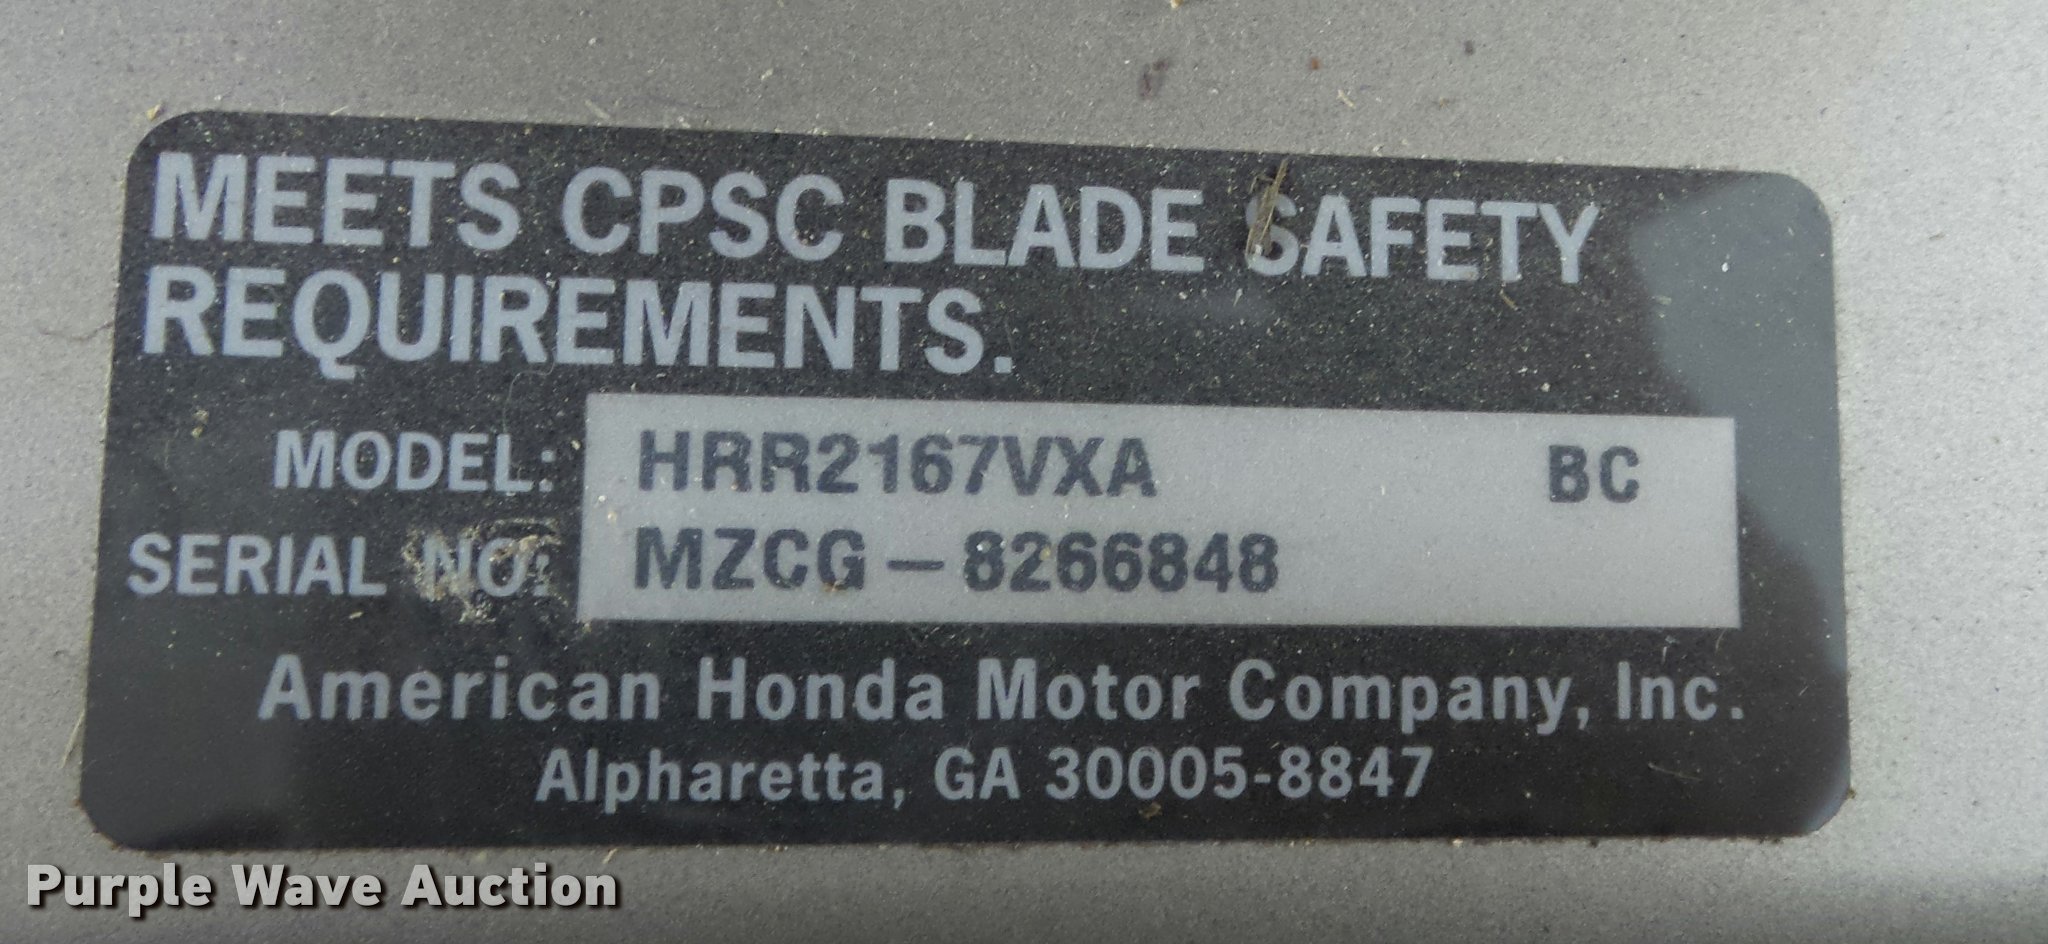 MEETS CPSC BLADE SAFETY
REQUIREMENTS.
MODEL: HRR2167VXA BC
SERIAL NO: MZCG-8266848
American Honda Motor Company, Inc.
Alpharetta, GA 30005-8847
Purple Wave Auction